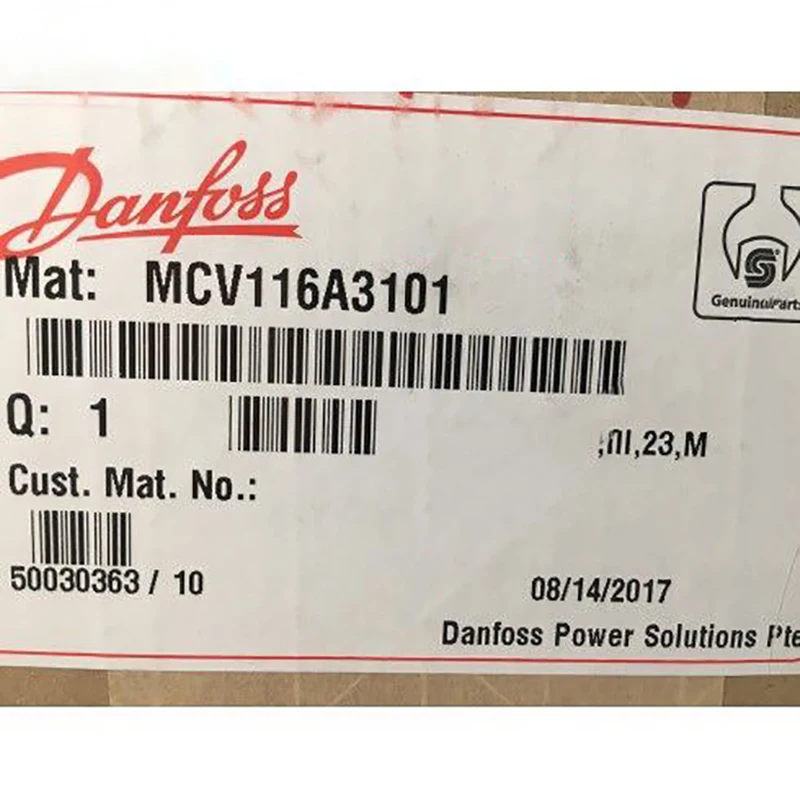 Danfoss
Mat: MCV116A3101
GenuineParts
Q: 1
,23,M
Cust. Mat. No.:
50030363 / 10
08/14/2017
Danfoss Power Solutions Pte